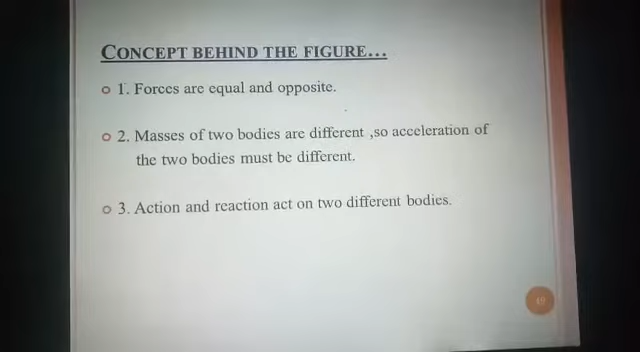 CONCEPT BEHIND THE FIGURE...
1. Forces are equal and opposite.
2. Masses of two bodies are different ,so acceleration of
the two bodies must be different.
3. Action and reaction act on two different bodies.
49